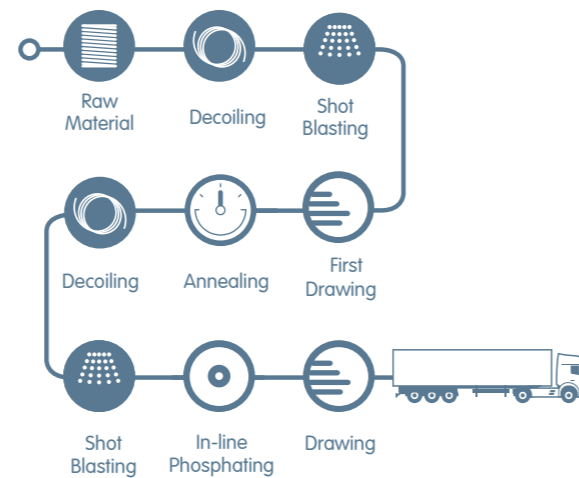 Raw
Material
Decoiling
Shot
Blasting
Decoiling
Annealing
First
Drawing
Shot
Blasting
In-line
Phosphating
Drawing